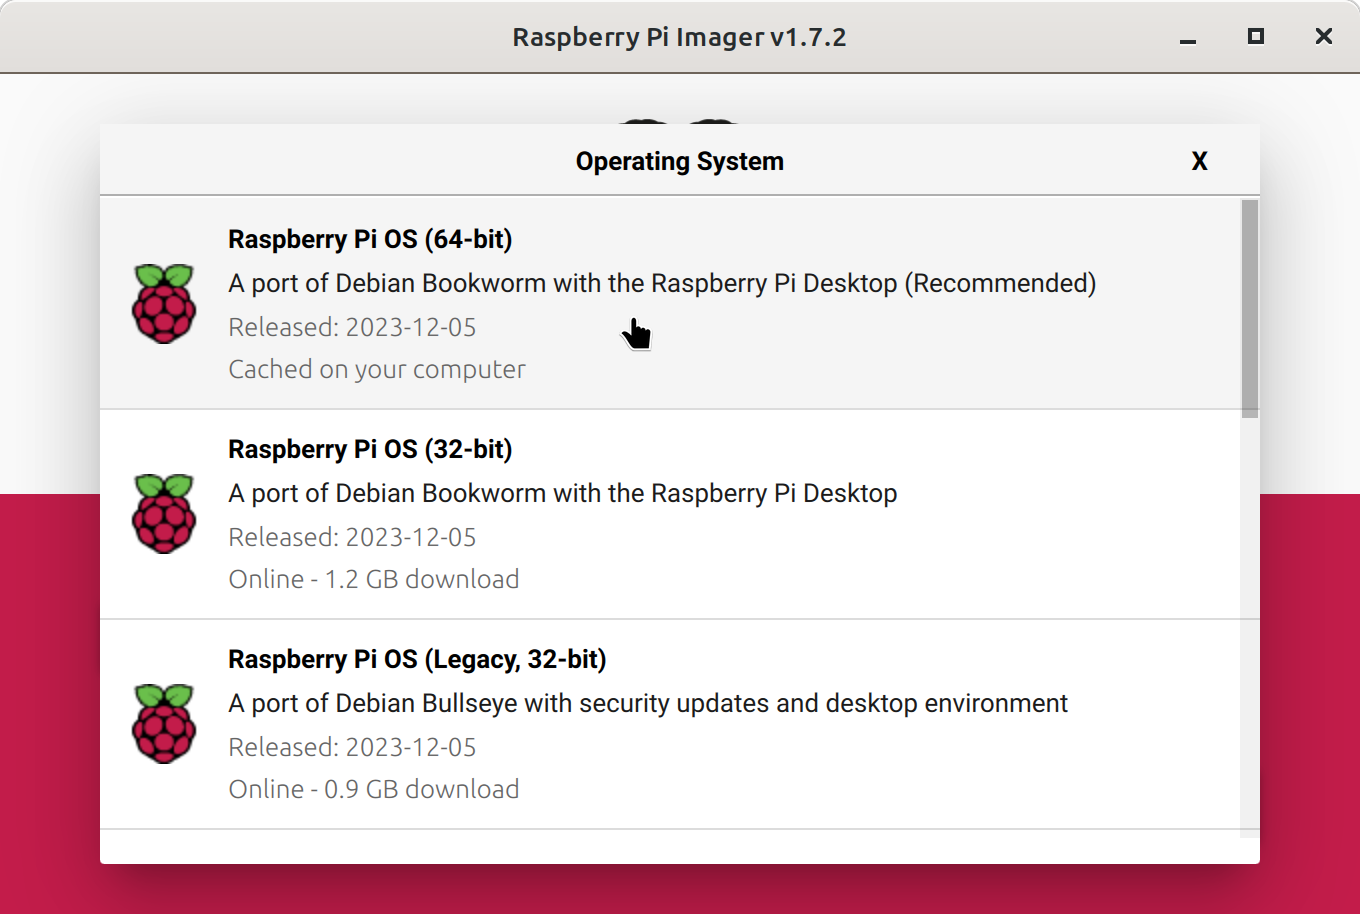 Raspberry Pi Imager v1.7.2
Operating System
X
Raspberry Pi OS (64-bit)
A port of Debian Bookworm with the Raspberry Pi Desktop (Recommended)
Released: 2023-12-05
Cached on your computer
Raspberry Pi OS (32-bit)
A port of Debian Bookworm with the Raspberry Pi Desktop
Released: 2023-12-05
Online - 1.2 GB download
Raspberry Pi OS (Legacy, 32-bit)
A port of Debian Bullseye with security updates and desktop environment
Released: 2023-12-05
Online - 0.9 GB download